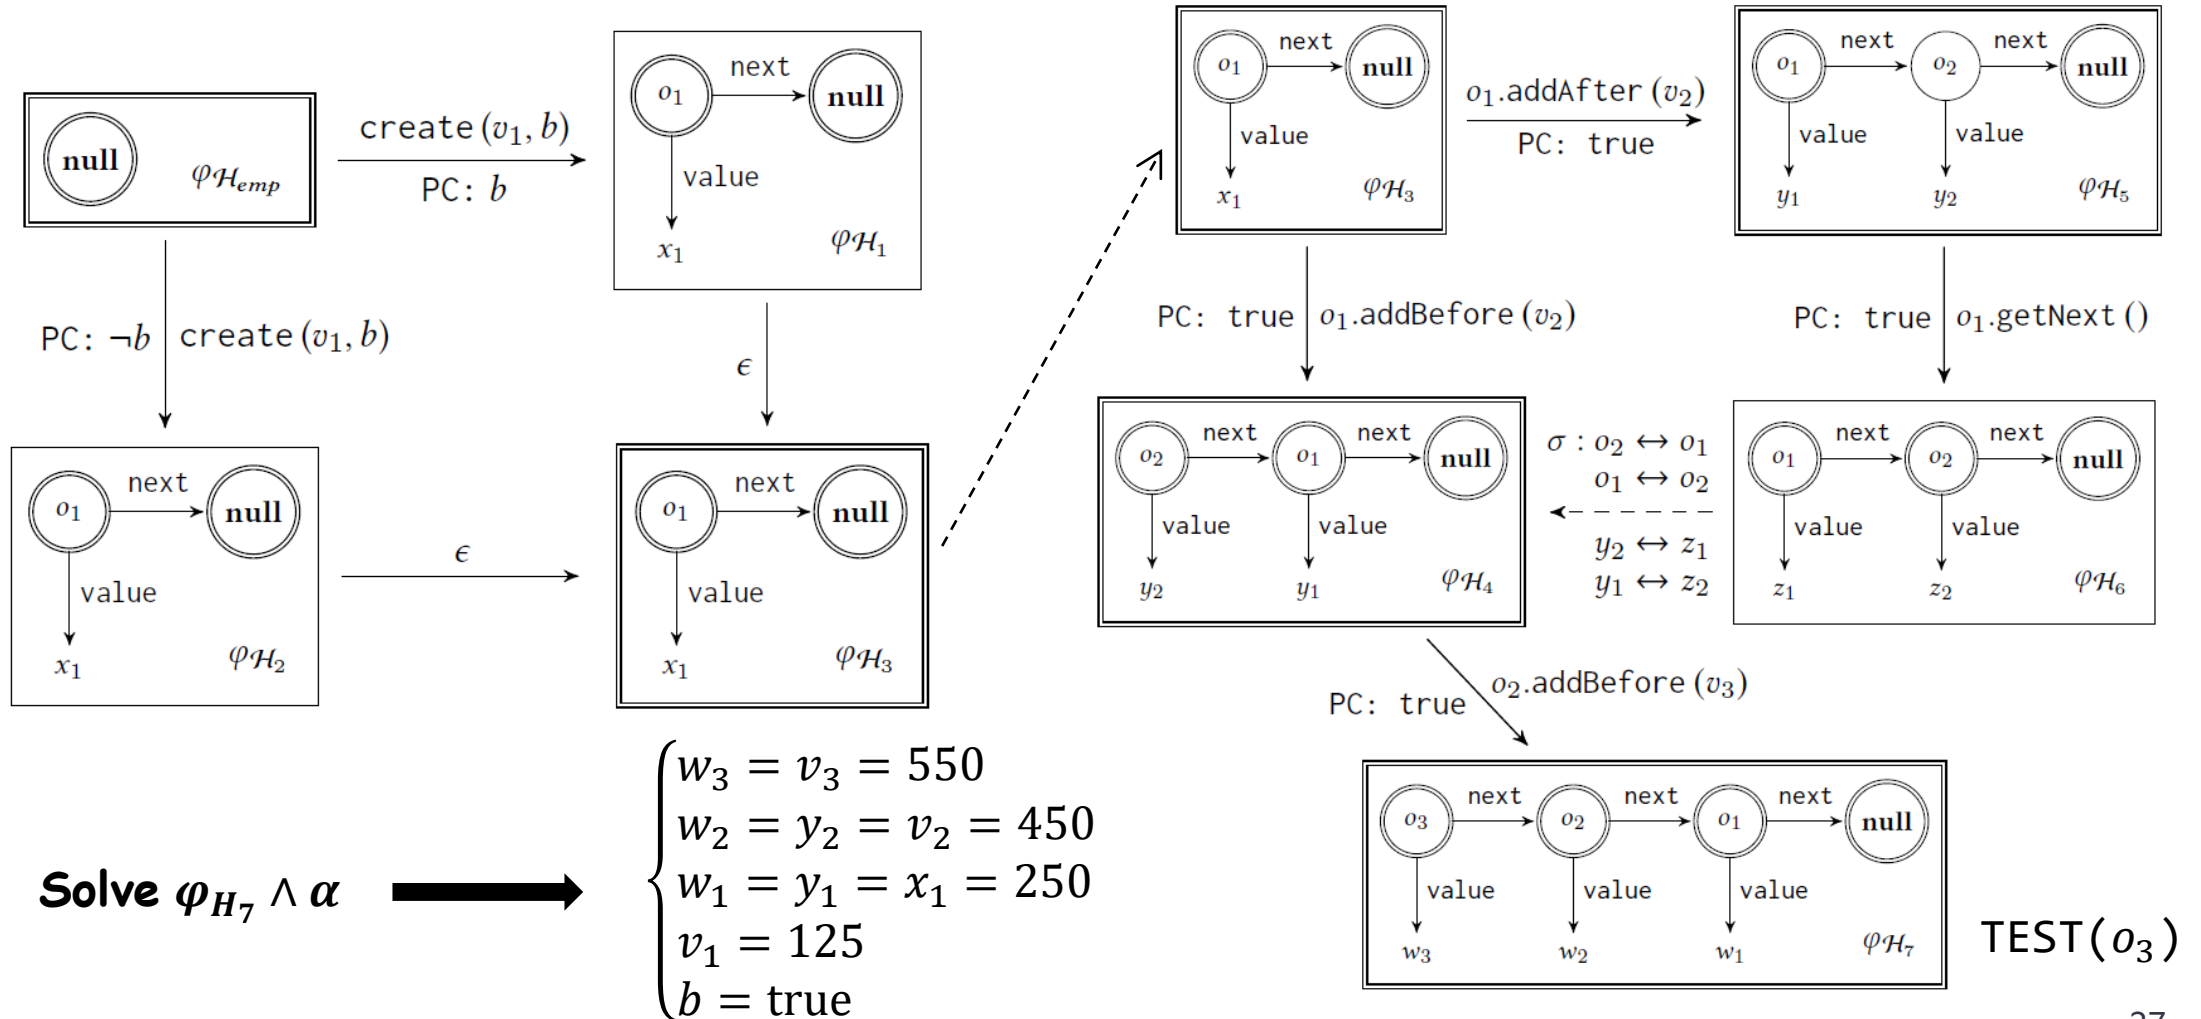 null
φ𝓗emp
create(v₁, b)
PC: b
o₁
next
null
value
x₁
φ𝓗₁
PC: ¬b
create(v₁, b)
ϵ
o₁
next
null
value
x₁
φ𝓗₂
ϵ
o₁
next
null
value
x₁
φ𝓗₃
o₁
next
null
value
x₁
φ𝓗₃
o₁.addAfter(v₂)
PC: true
o₁
next
o₂
next
null
value
value
y₁
y₂
φ𝓗₅
PC: true
o₁.addBefore(v₂)
PC: true
o₁.getNext()
o₂
next
o₁
next
null
value
value
y₂
y₁
φ𝓗₄
σ : o₂ ↔ o₁
o₁ ↔ o₂
y₂ ↔ z₁
y₁ ↔ z₂
o₁
next
o₂
next
null
value
value
z₁
z₂
φ𝓗₆
PC: true
o₂.addBefore(v₃)
o₃
next
o₂
next
o₁
next
null
value
value
value
w₃
w₂
w₁
φ𝓗₇
TEST(o₃)
Solve φH₇ ∧ α
w₃ = v₃ = 550
w₂ = y₂ = v₂ = 450
w₁ = y₁ = x₁ = 250
v₁ = 125
b = true